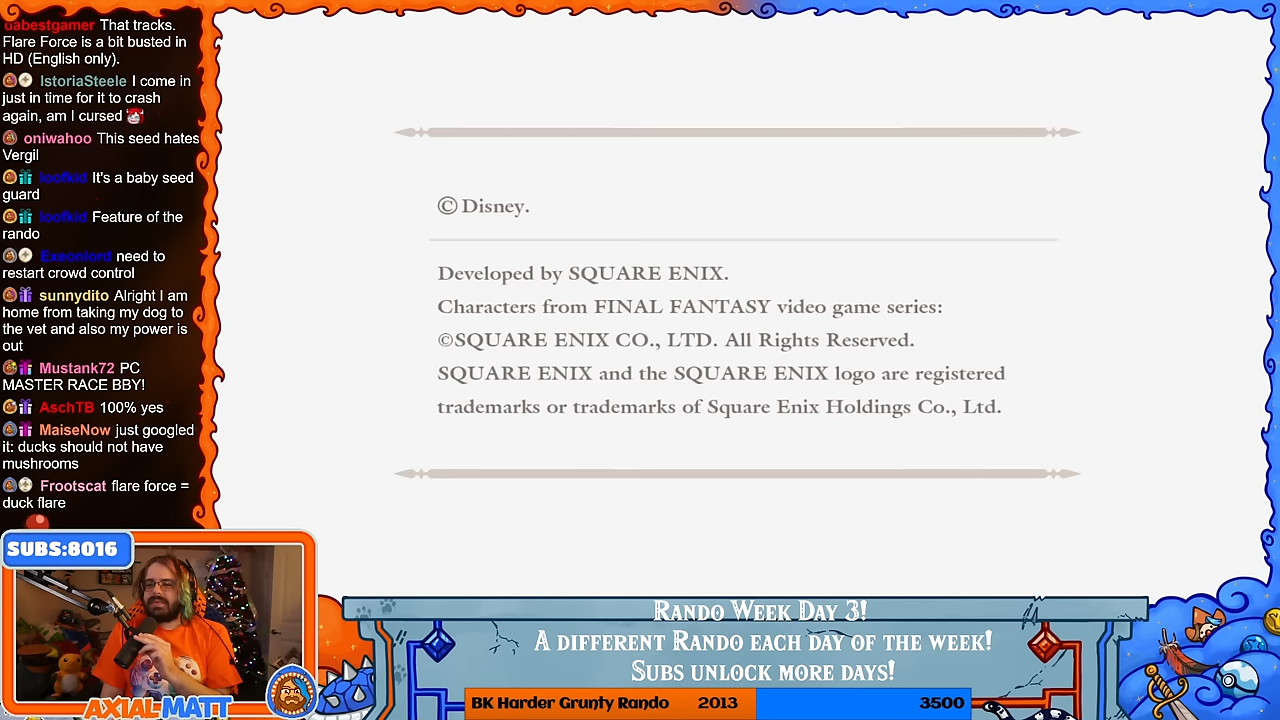 dabestgamer That tracks.
Flare Force is a bit busted in
HD (English only).
IstoriaSteele I come in
just in time for it to crash
again, am I cursed
oniwahoo This seed hates
Vergil
loofkid It's a baby seed
guard
loofkid Feature of the
rando
Exeonlord need to
restart crowd control
sunnydito Alright I am
home from taking my dog to
the vet and also my power is
out
Mustank72 PC
MASTER RACE BBY!
AschTB 100% yes
MaiseNow just googled
it: ducks should not have
mushrooms
Frootscat flare force =
duck flare
© Disney.
Developed by SQUARE ENIX.
Characters from FINAL FANTASY video game series:
©SQUARE ENIX CO., LTD. All Rights Reserved.
SQUARE ENIX and the SQUARE ENIX logo are registered
trademarks or trademarks of Square Enix Holdings Co., Ltd.
SUBS:8016
AXIALMATT
RANDO WEEK DAY 3!
A DIFFERENT RANDO EACH DAY OF THE WEEK!
SUBS UNLOCK MORE DAYS!
BK Harder Grunty Rando 2013 3500